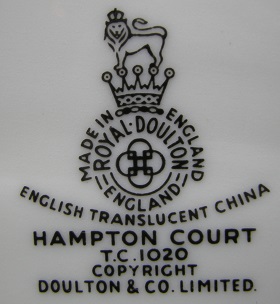 MADE IN ENGLAND
ROYAL·DOULTON
ENGLAND
ENGLISH TRANSLUCENT CHINA
HAMPTON COURT
T.C.1020
COPYRIGHT
DOULTON & CO. LIMITED.